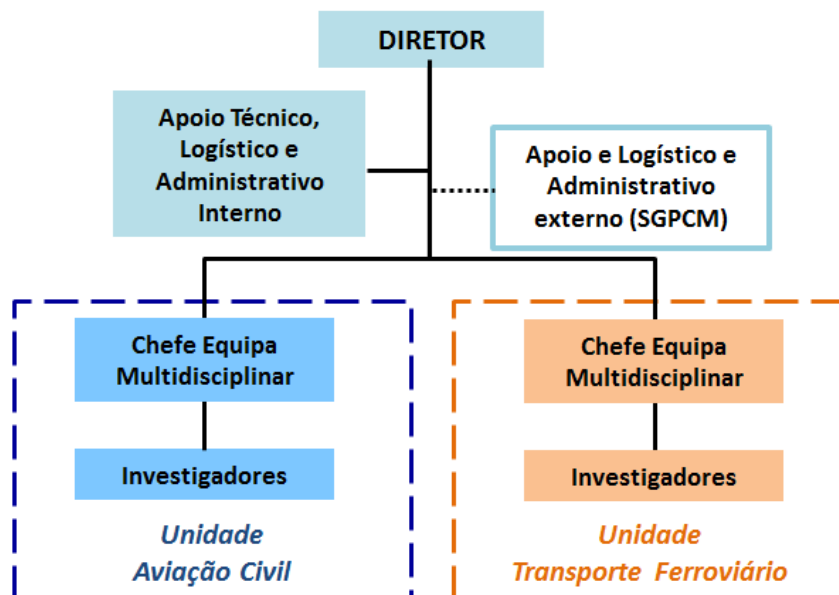 DIRETOR
Apoio Técnico,
Logístico e
Administrativo
Interno
Apoio e Logístico e
Administrativo
externo (SGPCM)
Chefe Equipa
Multidisciplinar
Investigadores
Unidade
Aviação Civil
Chefe Equipa
Multidisciplinar
Investigadores
Unidade
Transporte Ferroviário